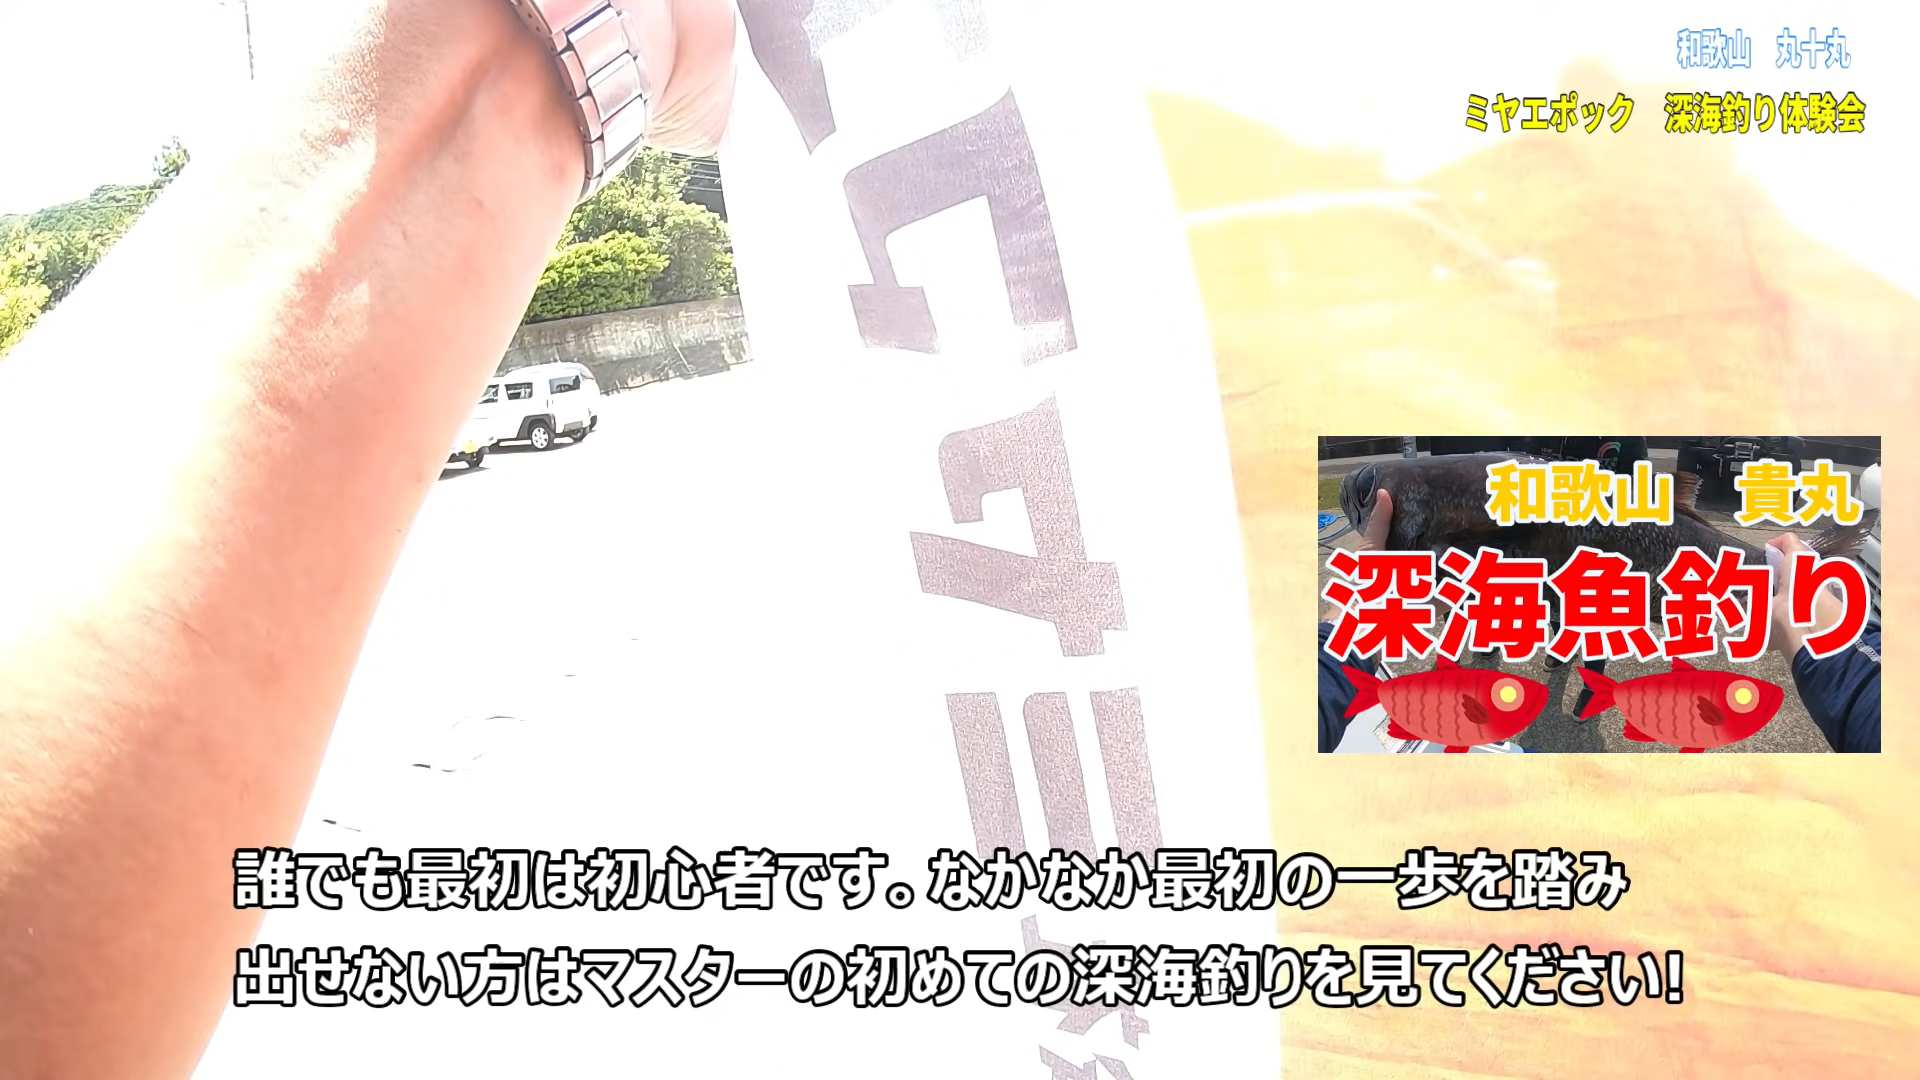 和歌山　丸十丸
ミヤエポック　深海釣り体験会
和歌山　貴丸
深海魚釣り
誰でも最初は初心者です。なかなか最初の一歩を踏み
出せない方はマスターの初めての深海釣りを見てください！